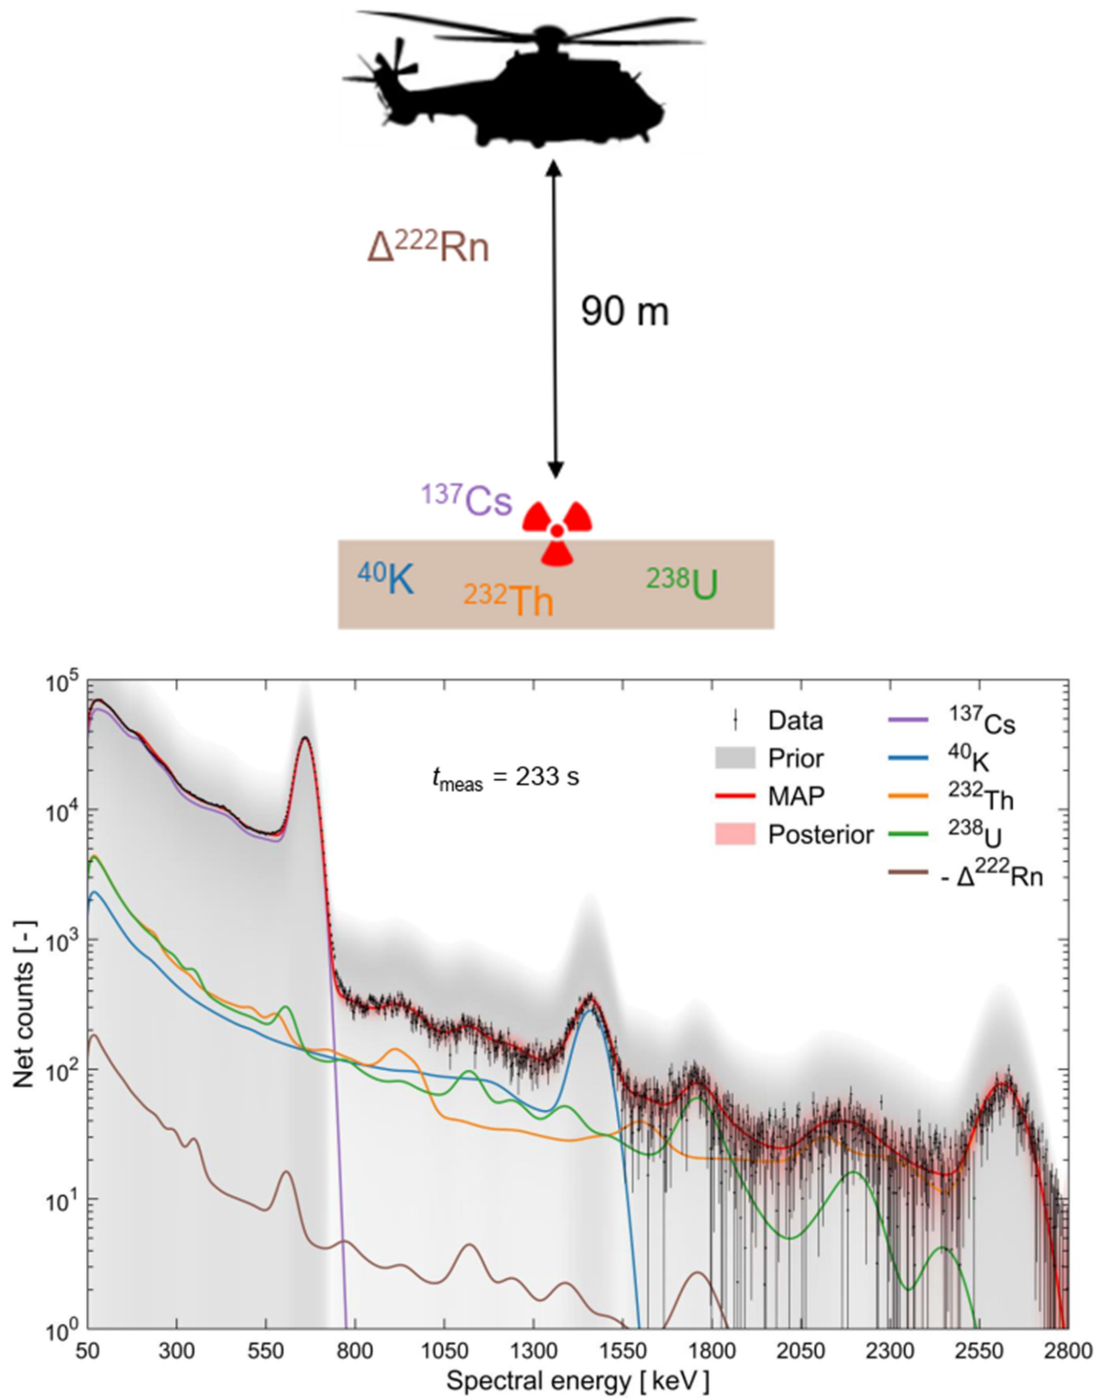 Δ²²²Rn
90 m
¹³⁷Cs
⁴⁰K
²³²Th
²³⁸U
10⁵
10⁴
10³
10²
10¹
10⁰
Net counts [ - ]
t_meas = 233 s
Data
Prior
MAP
Posterior
¹³⁷Cs
⁴⁰K
²³²Th
²³⁸U
- Δ²²²Rn
50 300 550 800 1050 1300 1550 1800 2050 2300 2550 2800
Spectral energy [ keV ]